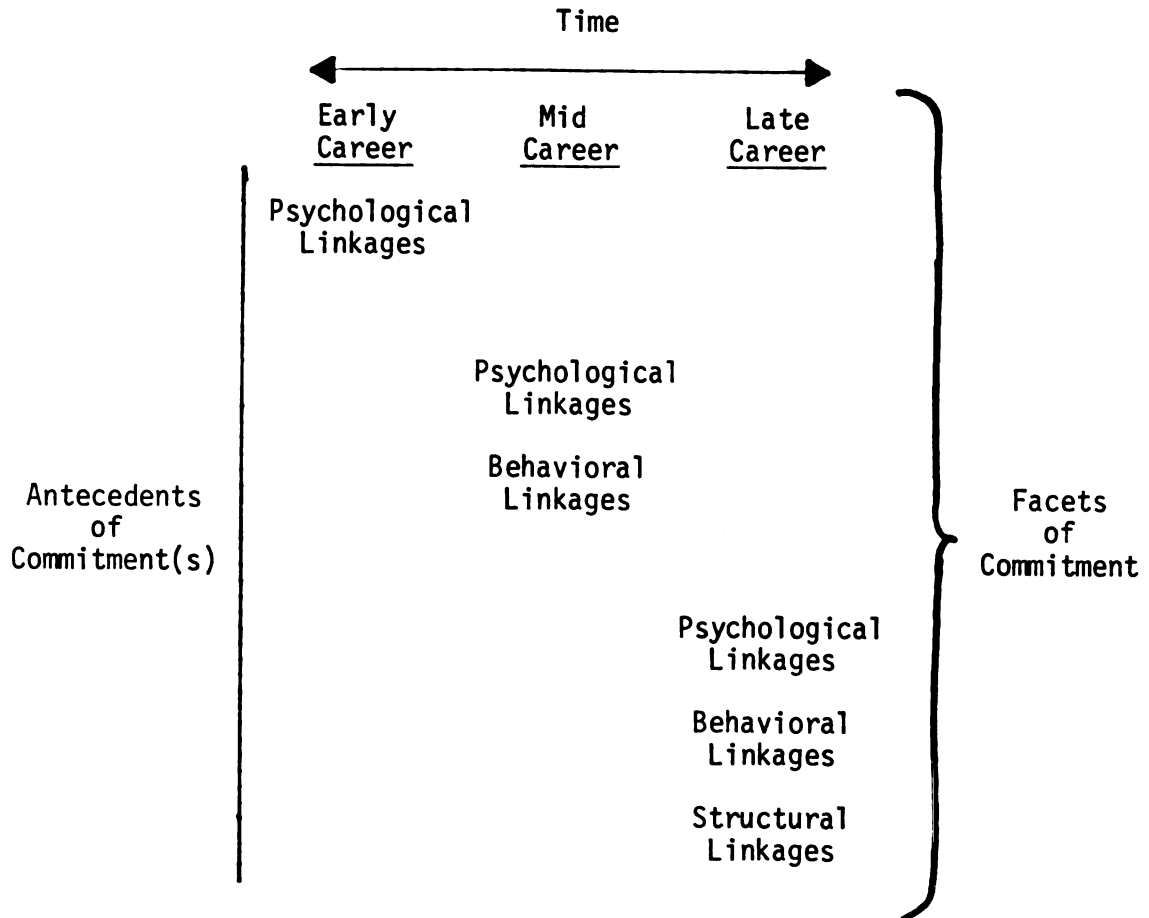 Time
Early
Career
Mid
Career
Late
Career
Psychological
Linkages
Psychological
Linkages
Behavioral
Linkages
Antecedents
of
Commitment(s)
Facets
of
Commitment
Psychological
Linkages
Behavioral
Linkages
Structural
Linkages